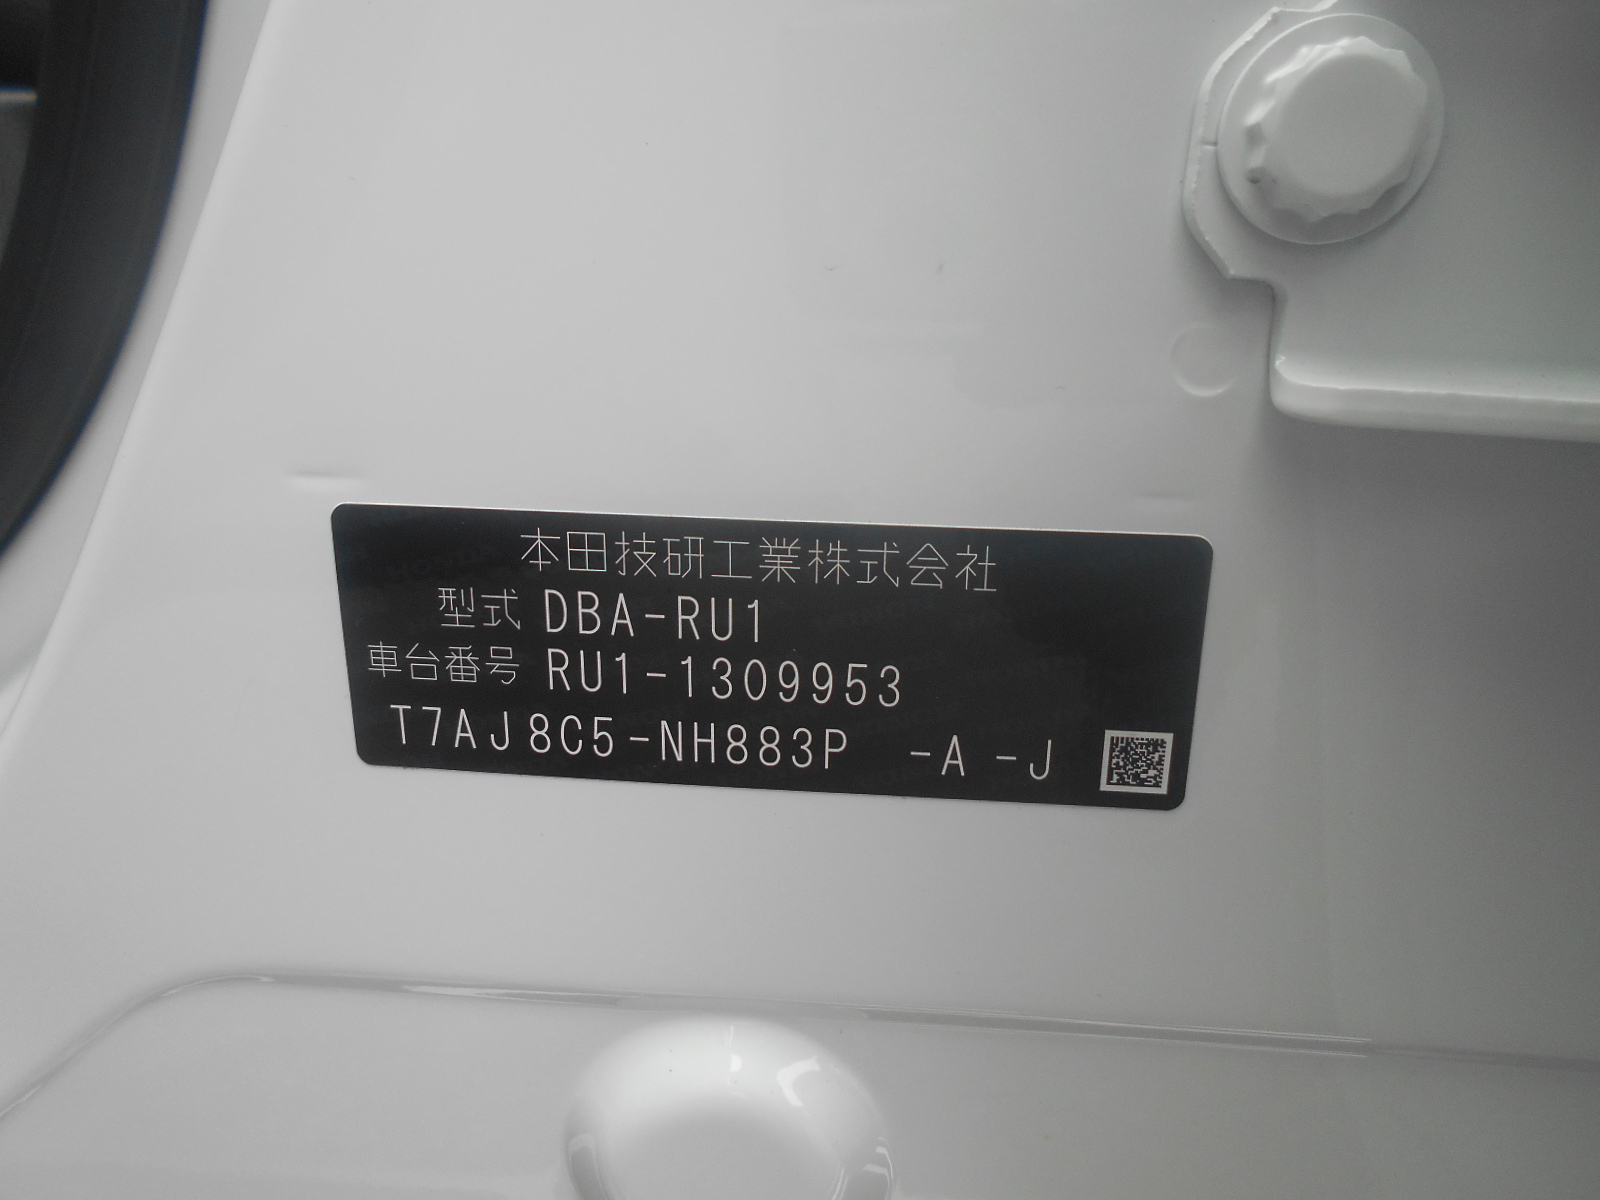 本田技研工業株式会社
型式 DBA-RU1
車台番号 RU1-1309953
T7AJ8C5-NH883P -A -J